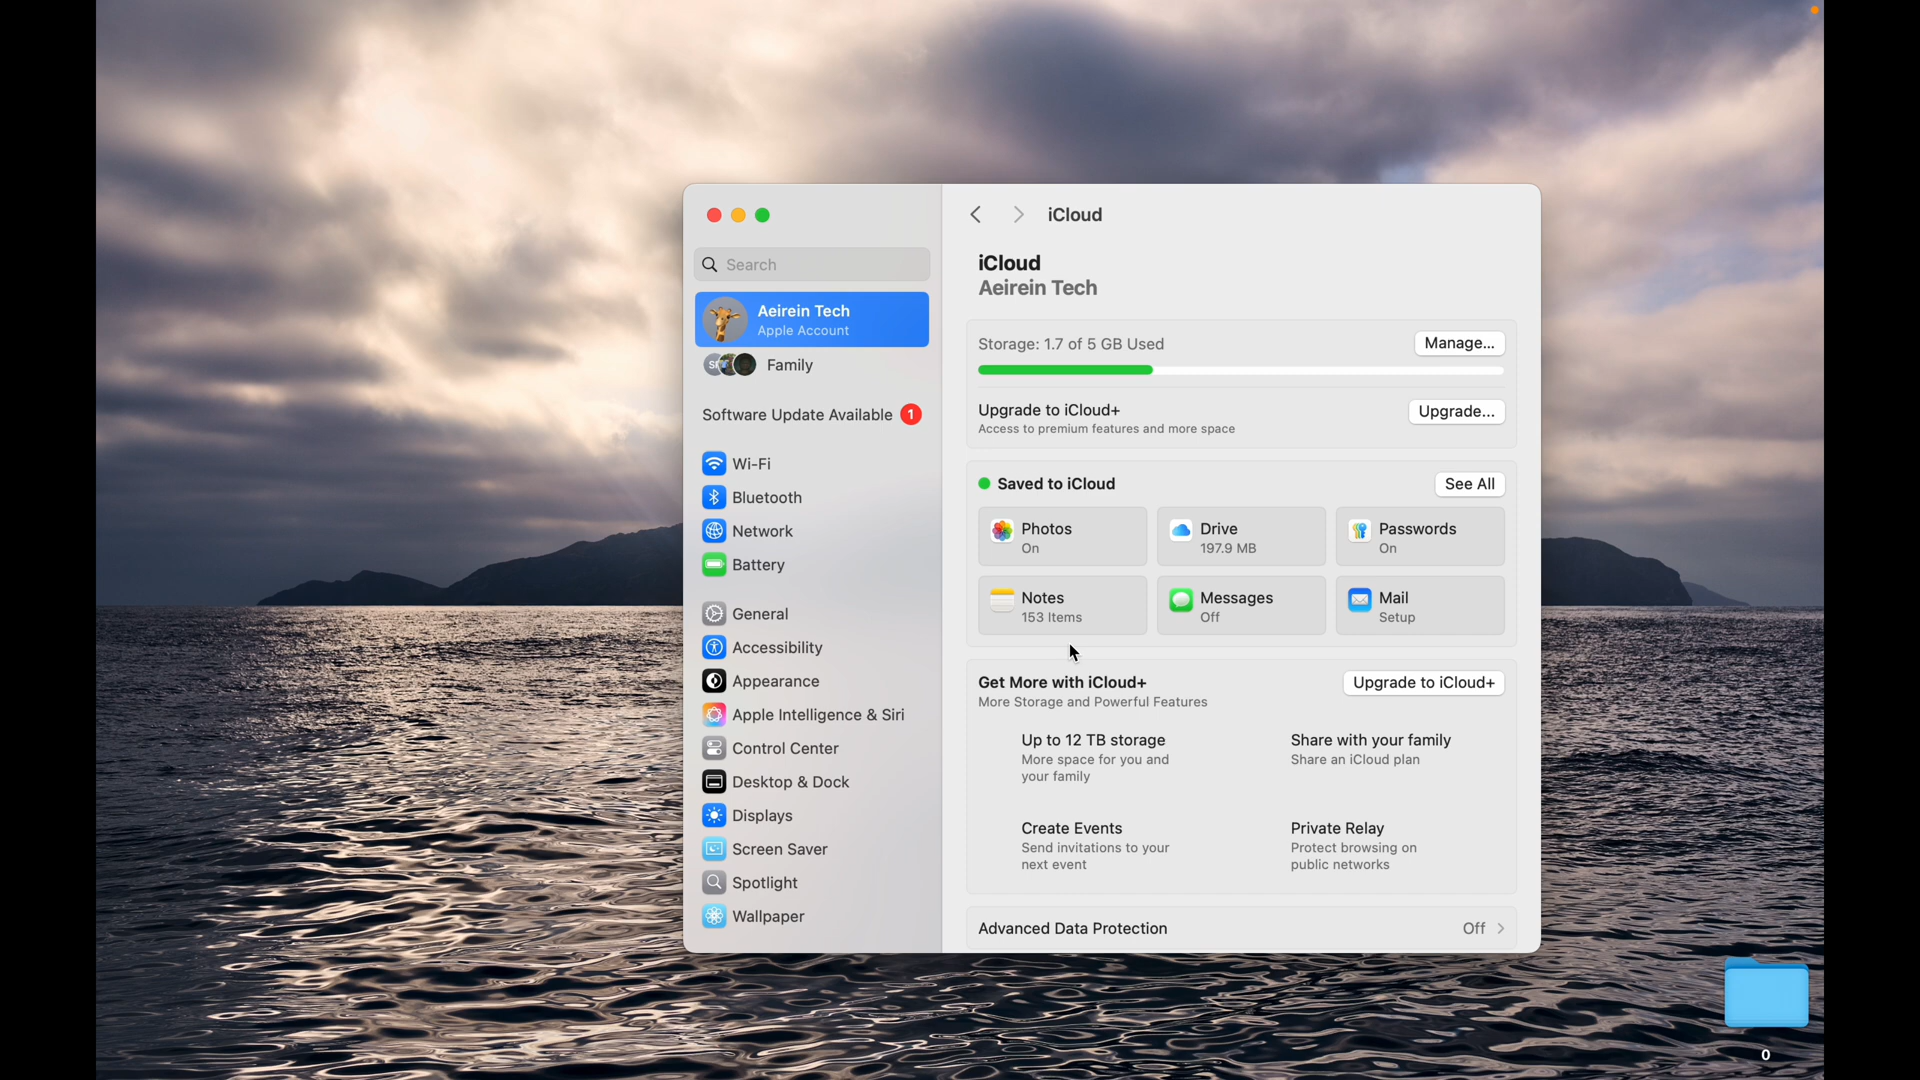 Search
Aeirein Tech
Apple Account
Family
Software Update Available 1
Wi-Fi
Bluetooth
Network
Battery
General
Accessibility
Appearance
Apple Intelligence & Siri
Control Center
Desktop & Dock
Displays
Screen Saver
Spotlight
Wallpaper
iCloud
iCloud
Aeirein Tech
Storage: 1.7 of 5 GB Used
Manage...
Upgrade to iCloud+
Access to premium features and more space
Upgrade...
Saved to iCloud
See All
Photos
On
Drive
197.9 MB
Passwords
On
Notes
153 Items
Messages
Off
Mail
Setup
Get More with iCloud+
More Storage and Powerful Features
Upgrade to iCloud+
Up to 12 TB storage
More space for you and
your family
Share with your family
Share an iCloud plan
Create Events
Send invitations to your
next event
Private Relay
Protect browsing on
public networks
Advanced Data Protection
Off
0